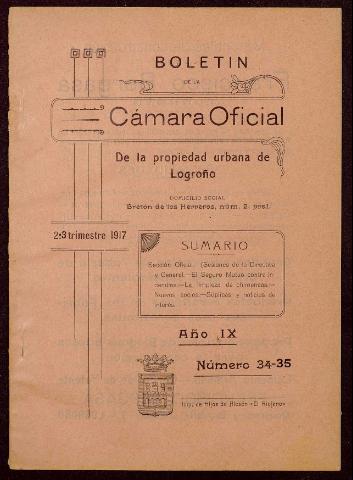 BOLETIN
DE LA
Cámara Oficial
De la propiedad urbana de
Logroño
DOMICILIO SOCIAL
Bretón de los Herreros, núm. 2, pral.
2-3 trimestre 1917
SUMARIO
Sección Oficial. (Sesiones de la Directiva
y General.—El Seguro Mutuo contra in-
cendios.—La limpieza de chimeneas.—
Nuevos socios.—Súplicas y noticias de
interés.
Año IX
Número 34-35
Imp. de Hijos de Alesón «El Riojano»